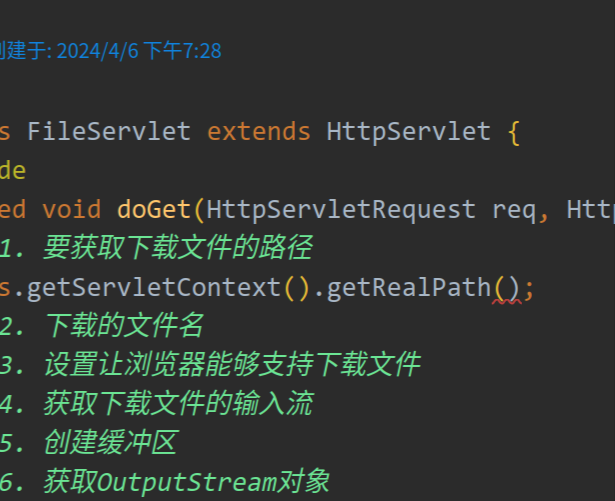 建于: 2024/4/6 下午7:28
s FileServlet extends HttpServlet {
de
ed void doGet(HttpServletRequest req, Http
1. 要获取下载文件的路径
s.getServletContext().getRealPath();
2. 下载的文件名
3. 设置让浏览器能够支持下载文件
4. 获取下载文件的输入流
5. 创建缓冲区
6. 获取OutputStream对象